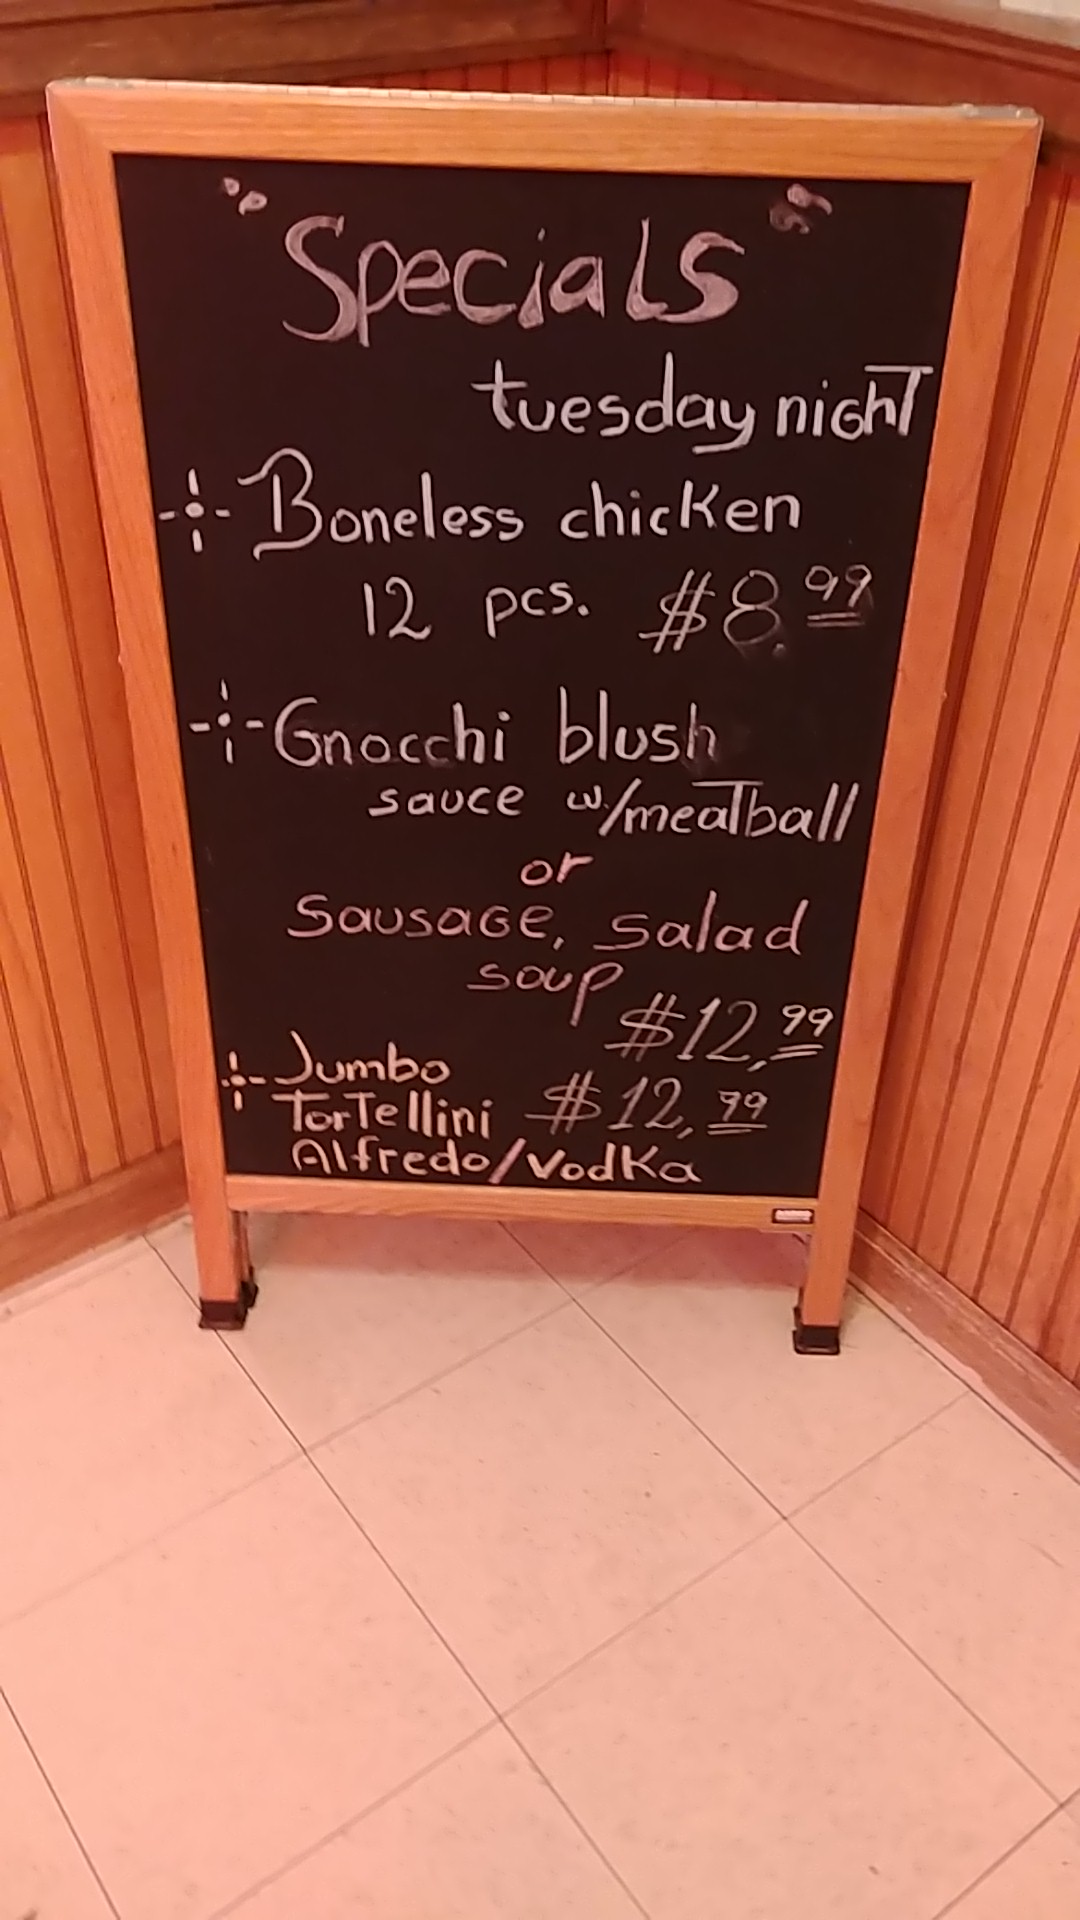 "Specials"
tuesday nighT
Boneless chicken
12 pcs. $8.99
Gnocchi blush
sauce w/meaTball
or
Sausage, salad
soup
$12,99
Jumbo
TorTellini $12,99
Alfredo/VodKa